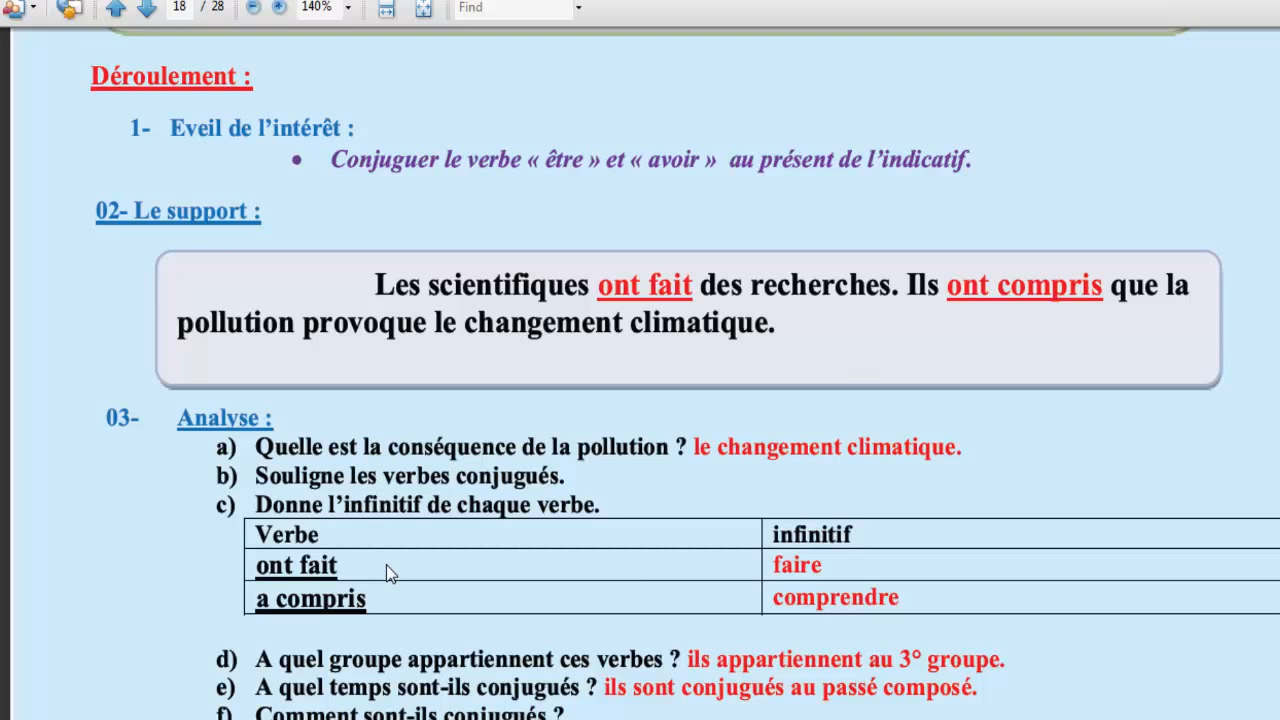 18 / 28 140% Find
Déroulement :
1- Eveil de l’intérêt :
• Conjuguer le verbe « être » et « avoir » au présent de l’indicatif.
02- Le support :
Les scientifiques ont fait des recherches. Ils ont compris que la
pollution provoque le changement climatique.
03- Analyse :
a) Quelle est la conséquence de la pollution ? le changement climatique.
b) Souligne les verbes conjugués.
c) Donne l’infinitif de chaque verbe.
Verbe infinitif
ont fait faire
a compris comprendre
d) A quel groupe appartiennent ces verbes ? ils appartiennent au 3° groupe.
e) A quel temps sont-ils conjugués ? ils sont conjugués au passé composé.
f) Comment sont-ils conjugués ?